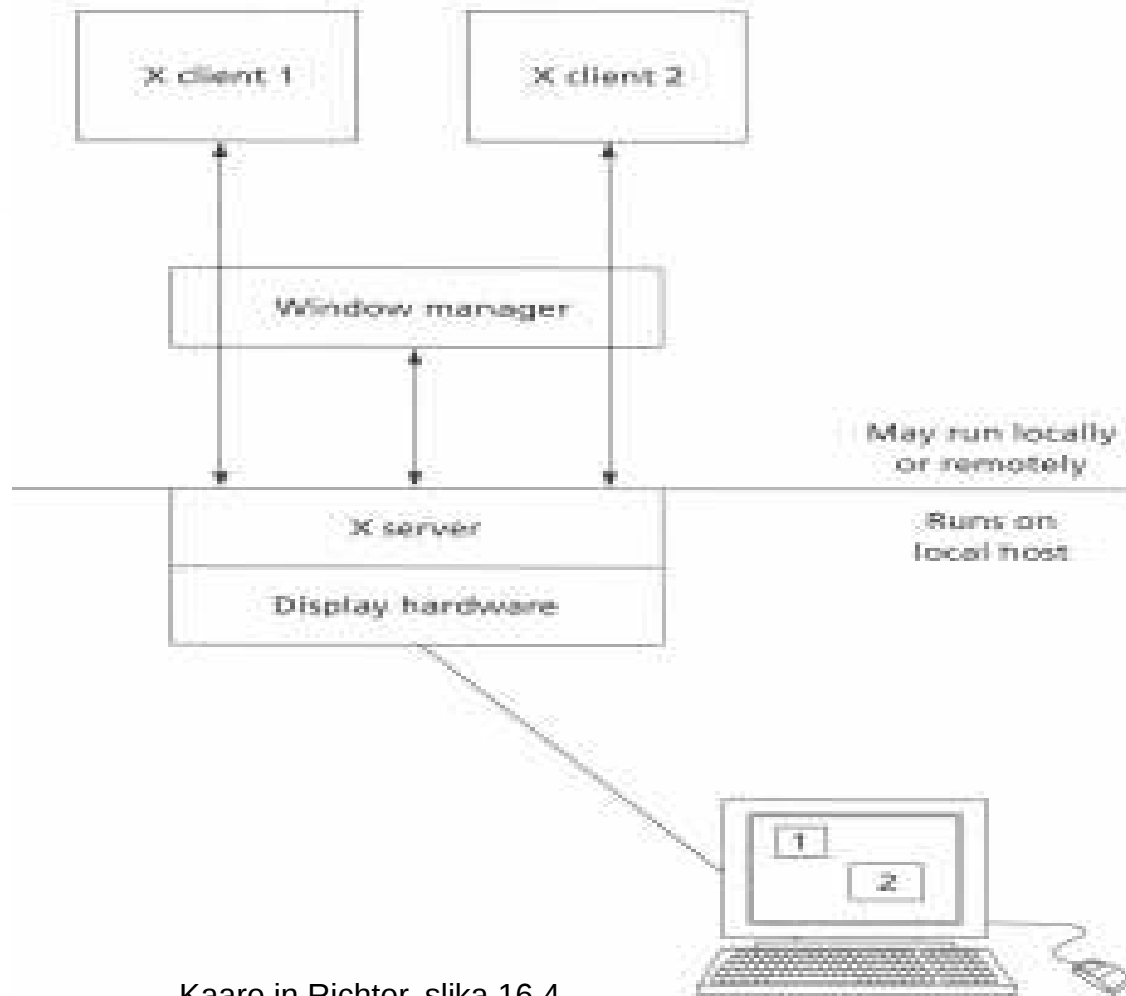 X client 1
X client 2
Window manager
May run locally
or remotely
X server
Runs on
local host
Display hardware
1
2
Kaare in Richter, slika 16.4